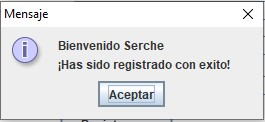 Mensaje
Bienvenido Serche
¡Has sido registrado con exito!
Aceptar